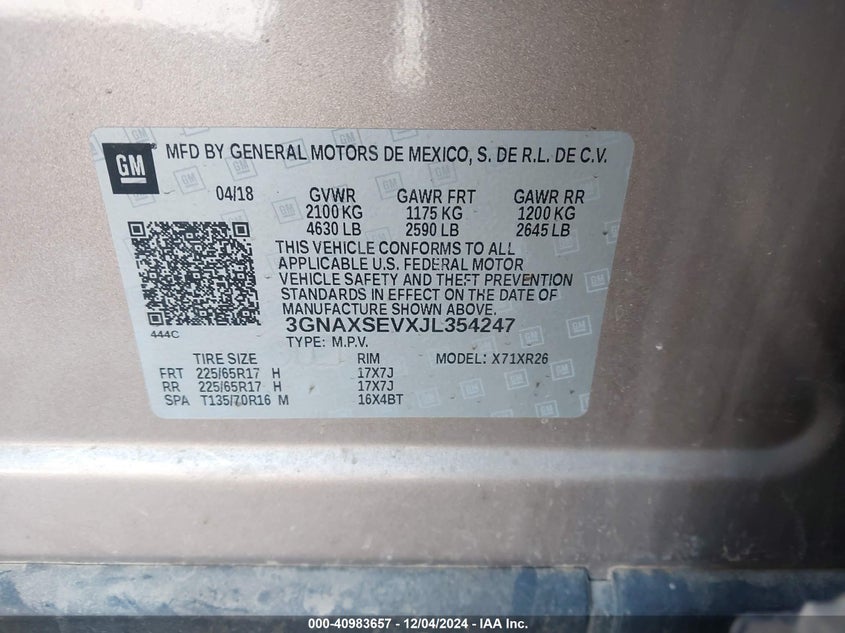 GM
MFD BY GENERAL MOTORS DE MEXICO, S. DE R.L. DE C.V.
04/18 GVWR GAWR FRT GAWR RR
2100 KG 1175 KG 1200 KG
4630 LB 2590 LB 2645 LB
THIS VEHICLE CONFORMS TO ALL
APPLICABLE U.S. FEDERAL MOTOR
VEHICLE SAFETY AND THEFT PREVENTION
STANDARDS IN EFFECT ON THE DATE OF
MANUFACTURE SHOWN ABOVE.
3GNAXSEVXJL354247
444C
TYPE: M.P.V.
TIRE SIZE RIM MODEL: X71XR26
FRT 225/65R17 H 17X7J
RR 225/65R17 H 17X7J
SPA T135/70R16 M 16X4BT
000-40983657 - 12/04/2024 - IAA Inc.